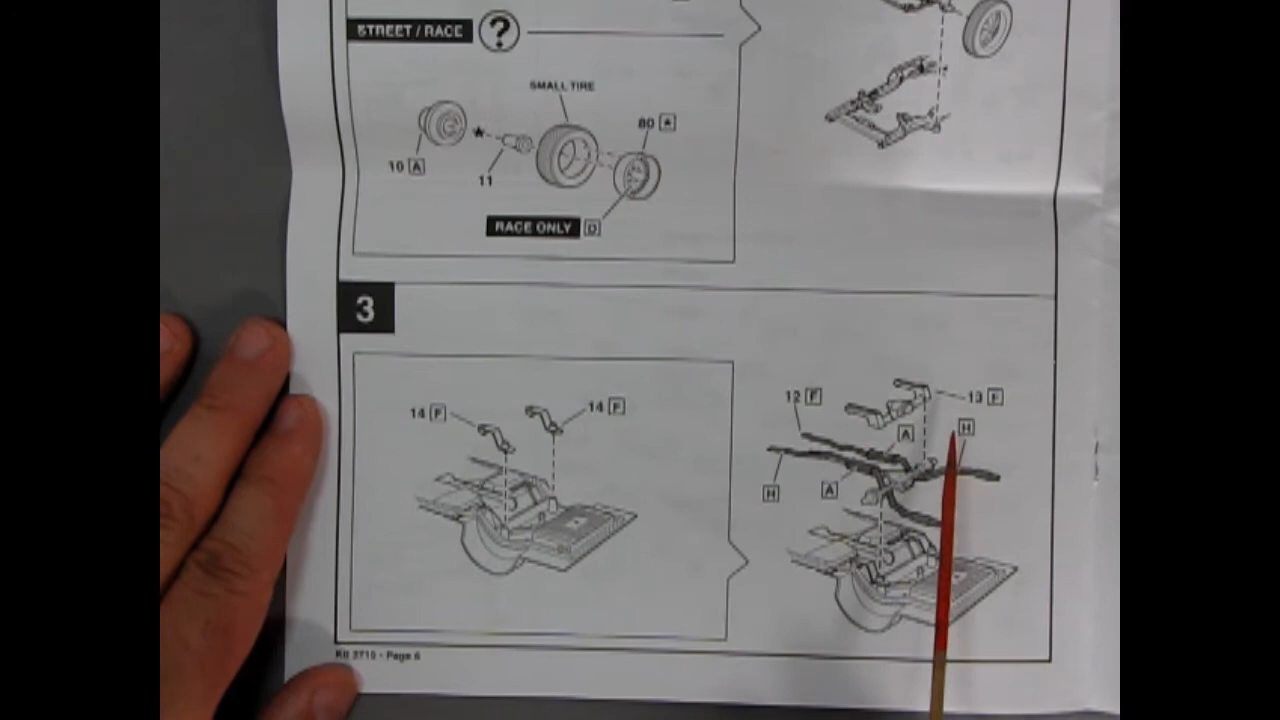 STREET / RACE ?
SMALL TIRE
80 A
10 A
11
RACE ONLY D
3
14 F
14 F
12 F
13 F
A
H
H
A
Kit 2715 - Page 6